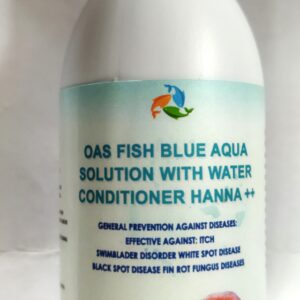 OAS FISH BLUE AQUA
SOLUTION WITH WATER
CONDITIONER HANNA ++
GENERAL PREVENTION AGAINST DISEASES:
EFFECTIVE AGAINST: ITCH
SWIMBLADDER DISORDER WHITE SPOT DISEASE
BLACK SPOT DISEASE FIN ROT FUNGUS DISEASES